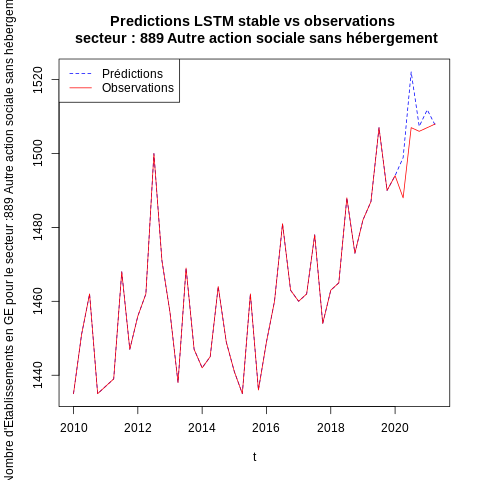 Predictions LSTM stable vs observations
secteur : 889 Autre action sociale sans hébergement
Nombre d'Etablissements en GE pour le secteur :889 Autre action sociale sans hébergem
1520
1500
1480
1460
1440
Prédictions
Observations
2010 2012 2014 2016 2018 2020
t